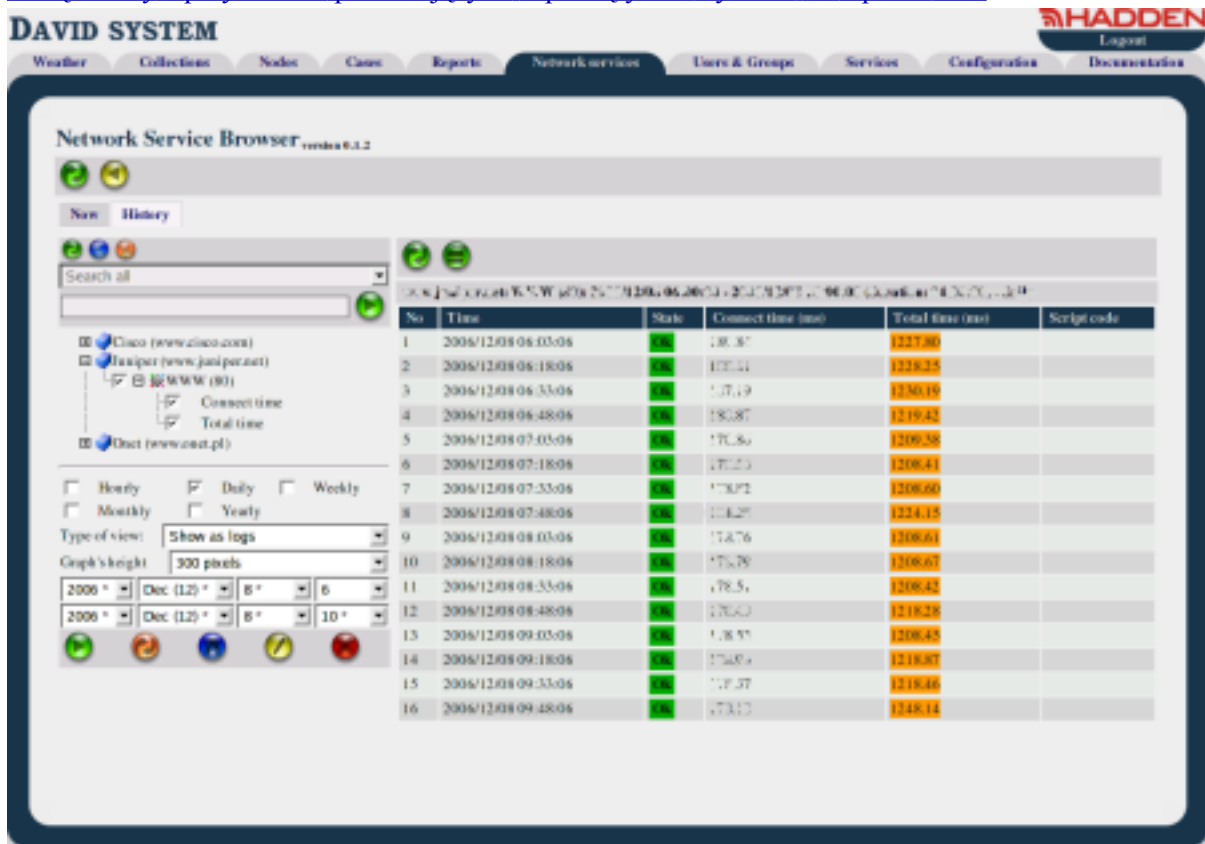 DAVID SYSTEM
HADDEN
Logout
Weather Collections Nodes Cases Reports Network services Users & Groups Services Configuration Documentation
Network Service Browser version 0.1.2
Now History
Search all
No Time State Connect time (ms) Total time (ms) Script code
Cisco (www.cisco.com)
Juniper (www.juniper.net)
WWW (80)
Connect time
Total time
Onet (www.onet.pl)
Hourly Daily Weekly
Monthly Yearly
Type of view: Show as logs
Graph's height 300 pixels
2006 * Dec (12) * 8 * 6
2006 * Dec (12) * 8 * 10 *
1 2006/12/08 06:03:06 Ok 1227.80
2 2006/12/08 06:18:06 Ok 1228.25
3 2006/12/08 06:33:06 Ok 1230.19
4 2006/12/08 06:48:06 Ok 1219.42
5 2006/12/08 07:03:06 Ok 1209.38
6 2006/12/08 07:18:06 Ok 1208.41
7 2006/12/08 07:33:06 Ok 1208.60
8 2006/12/08 07:48:06 Ok 1224.15
9 2006/12/08 08:03:06 Ok 1208.61
10 2006/12/08 08:18:06 Ok 1208.67
11 2006/12/08 08:33:06 Ok 1208.42
12 2006/12/08 08:48:06 Ok 1218.28
13 2006/12/08 09:03:06 Ok 1208.45
14 2006/12/08 09:18:06 Ok 1218.87
15 2006/12/08 09:33:06 Ok 1218.46
16 2006/12/08 09:48:06 Ok 1248.14